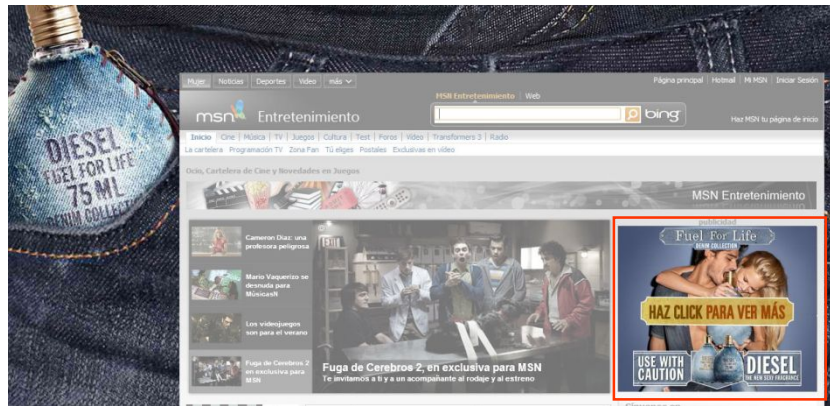 DIESEL
FUEL FOR LIFE
75 ML
DENIM COLLECTION
Mujer | Noticias | Deportes | Video | más
Página principal | Hotmail | Mi MSN | Iniciar Sesión
MSN Entretenimiento | Web
msn Entretenimiento
bing
Haz MSN tu página de inicio
Inicio | Cine | Música | TV | Juegos | Cultura | Test | Foros | Video | Transformers 3 | Radio
La cartelera Programación TV Zona Fan Tú eliges Postales Exclusivas en vídeo
Ocio, Cartelera de Cine y Novedades en Juegos
MSN Entretenimiento
Cameron Diaz: una
profesora peligrosa
Mario Vaquerizo se
desnuda para
MúsicasN
Los videojuegos
son para el verano
Fuga de Cerebros 2
en exclusiva para
MSN
EXIT
Fuga de Cerebros 2, en exclusiva para MSN
Te invitamos a ti y a un acompañante al rodaje y al estreno
publicidad
Fuel For Life
DENIM COLLECTION
HAZ CLICK PARA VER MÁS
USE WITH
CAUTION
DIESEL
THE NEW SEXY FRAGRANCE